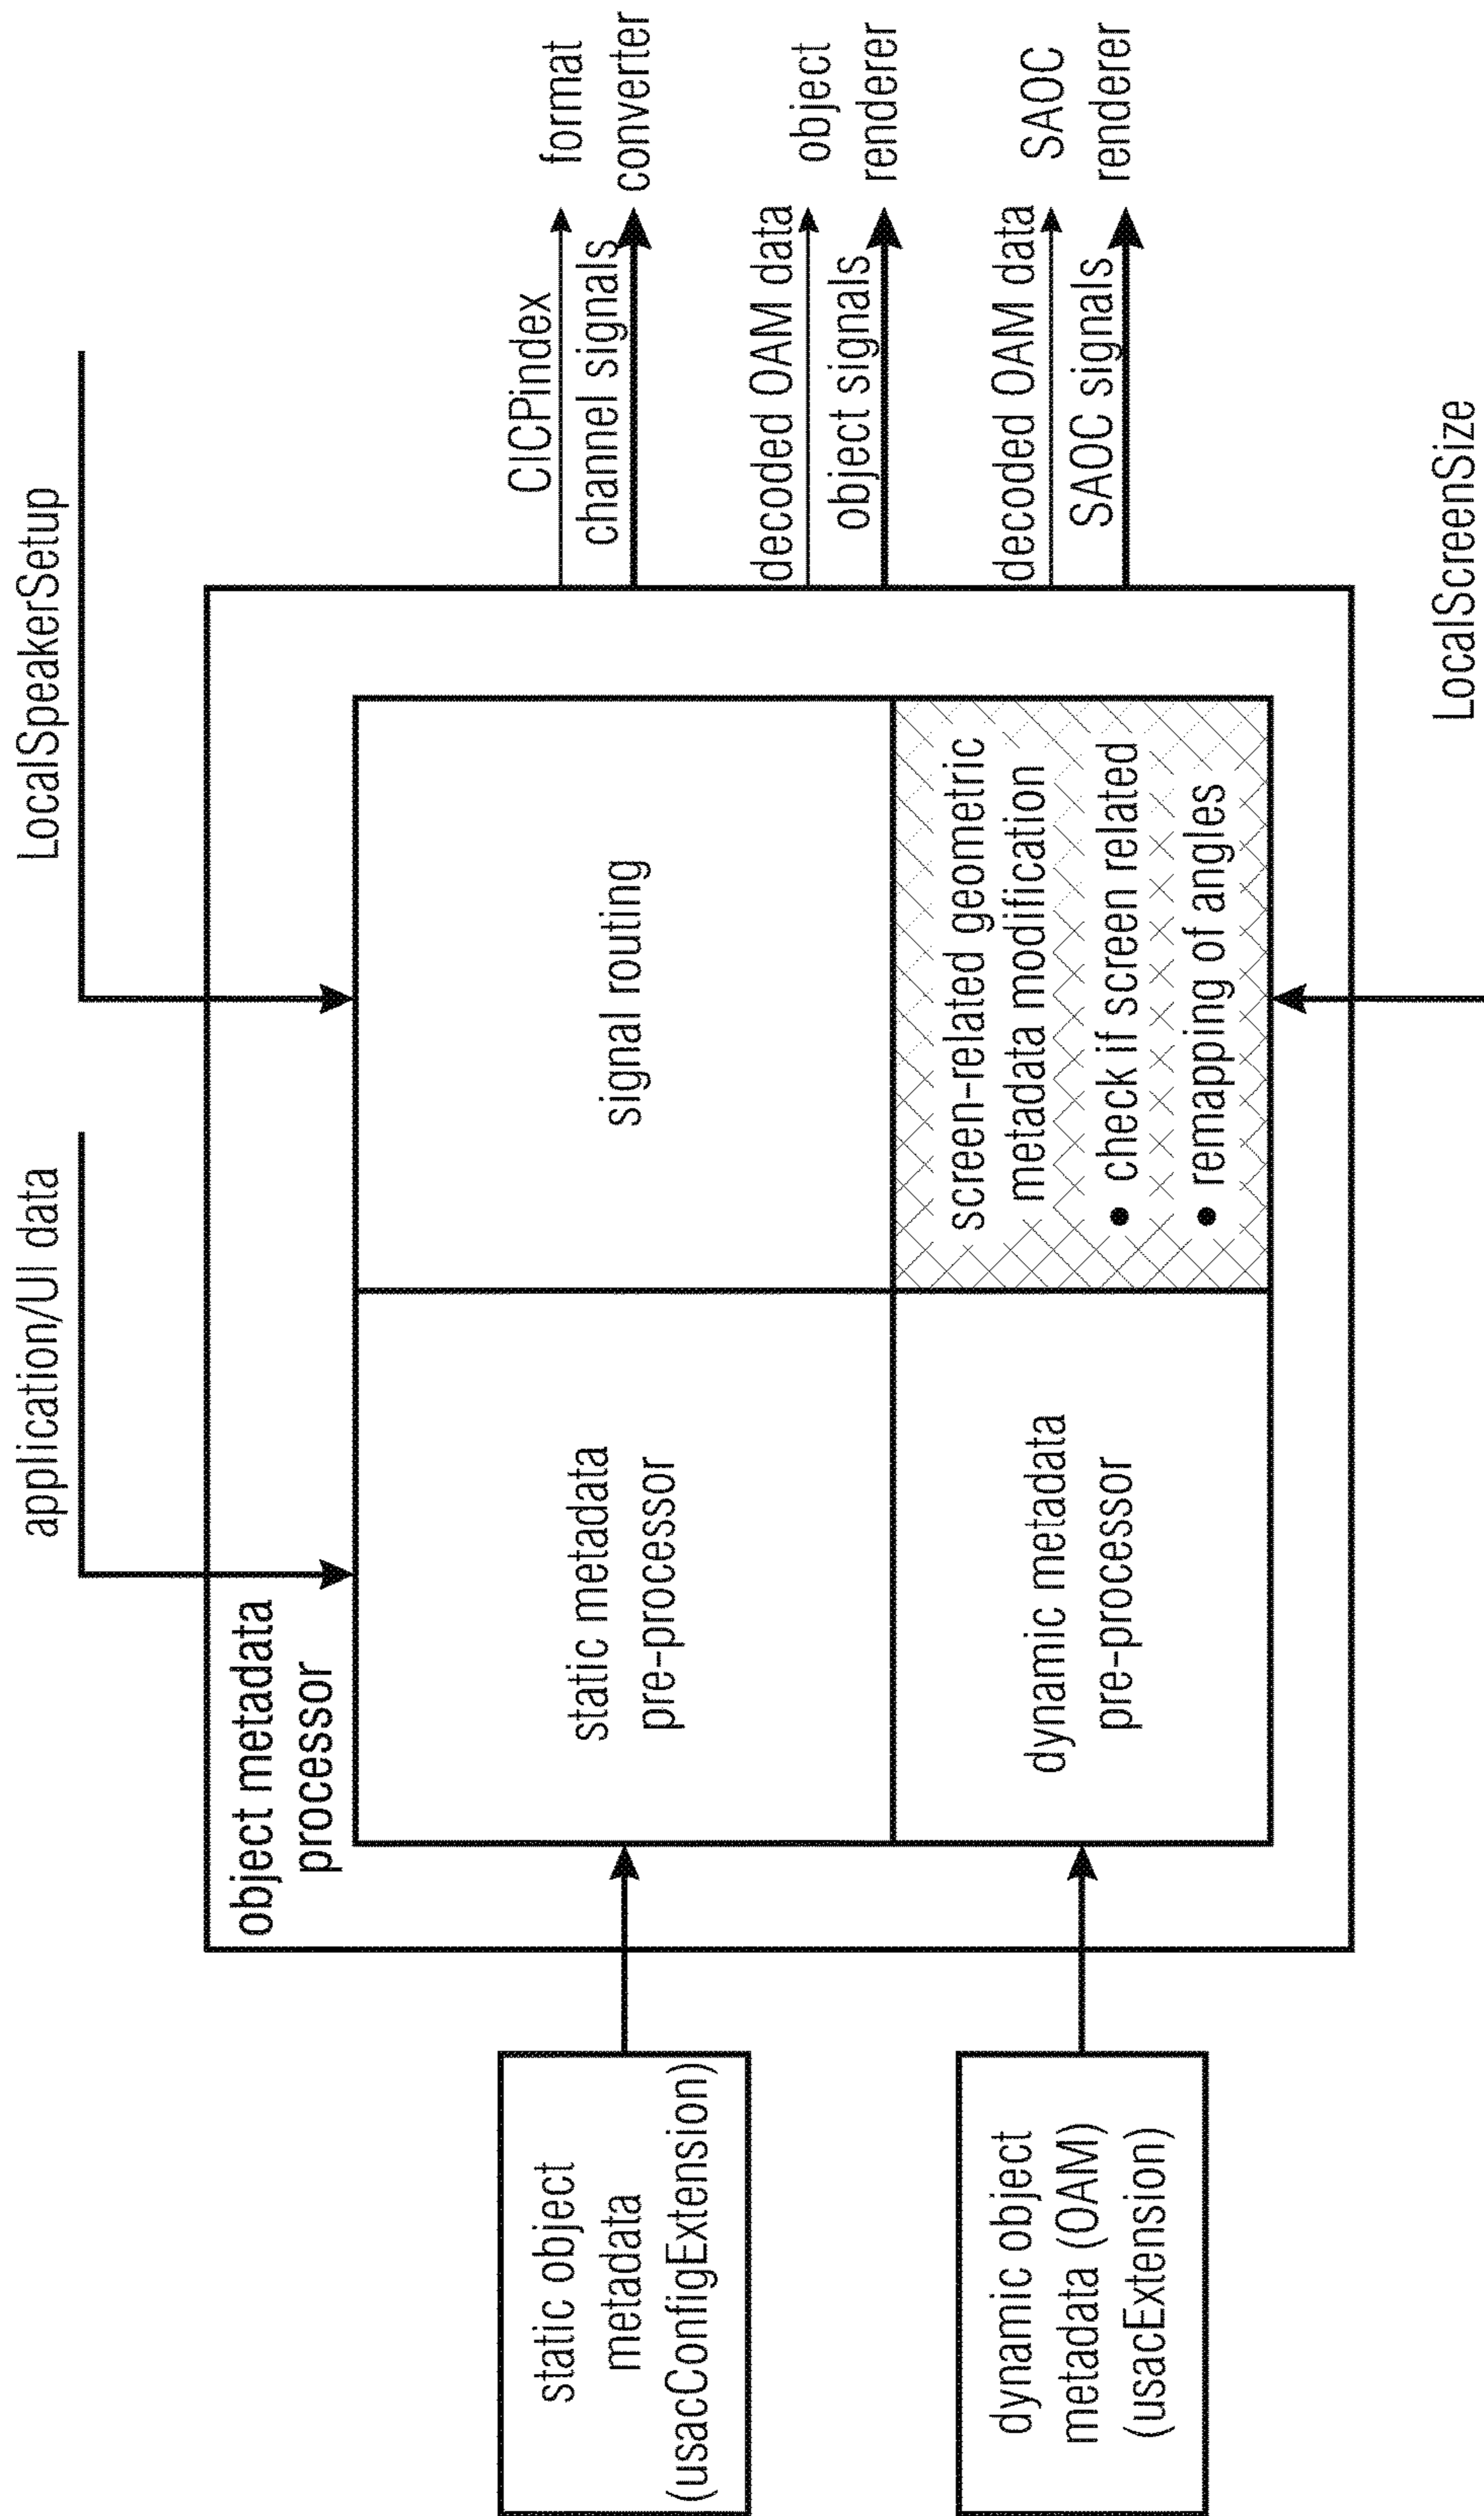 application/UI data
LocalSpeakerSetup
object metadata
processor
static object
metadata
(usacConfigExtension)
dynamic object
metadata (OAM)
(usacExtension)
static metadata
pre-processor
signal routing
dynamic metadata
pre-processor
screen-related geometric
metadata modification
• check if screen related
• remapping of angles
CICPindex
channel signals
format
converter
decoded OAM data
object signals
object
renderer
decoded OAM data
SAOC signals
SAOC
renderer
LocalScreenSize